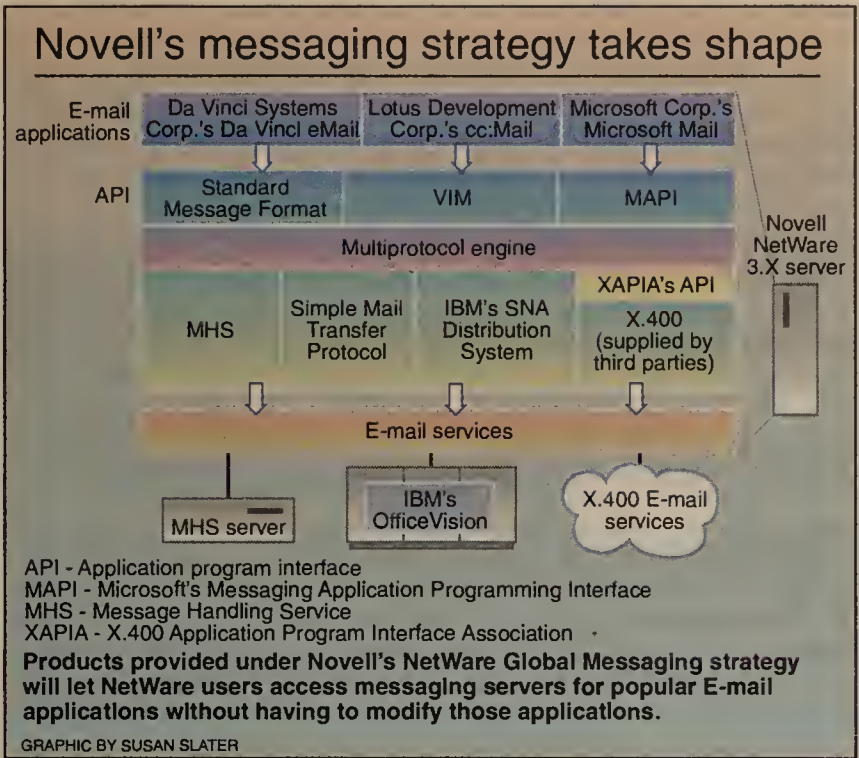 Novell's messaging strategy takes shape
E-mail
applications
Da Vinci Systems
Corp.'s Da Vinci eMail
Lotus Development
Corp.'s cc:Mail
Microsoft Corp.'s
Microsoft Mail
API
Standard
Message Format
VIM
MAPI
Novell
NetWare
3.X server
Multiprotocol engine
MHS
Simple Mail
Transfer
Protocol
IBM's SNA
Distribution
System
XAPIA's API
X.400
(supplied by
third parties)
E-mail services
MHS server
IBM's
OfficeVision
X.400 E-mail
services
API - Application program interface
MAPI - Microsoft's Messaging Application Programming Interface
MHS - Message Handling Service
XAPIA - X.400 Application Program Interface Association
Products provided under Novell's NetWare Global Messaging strategy
will let NetWare users access messaging servers for popular E-mail
applications without having to modify those applications.
GRAPHIC BY SUSAN SLATER